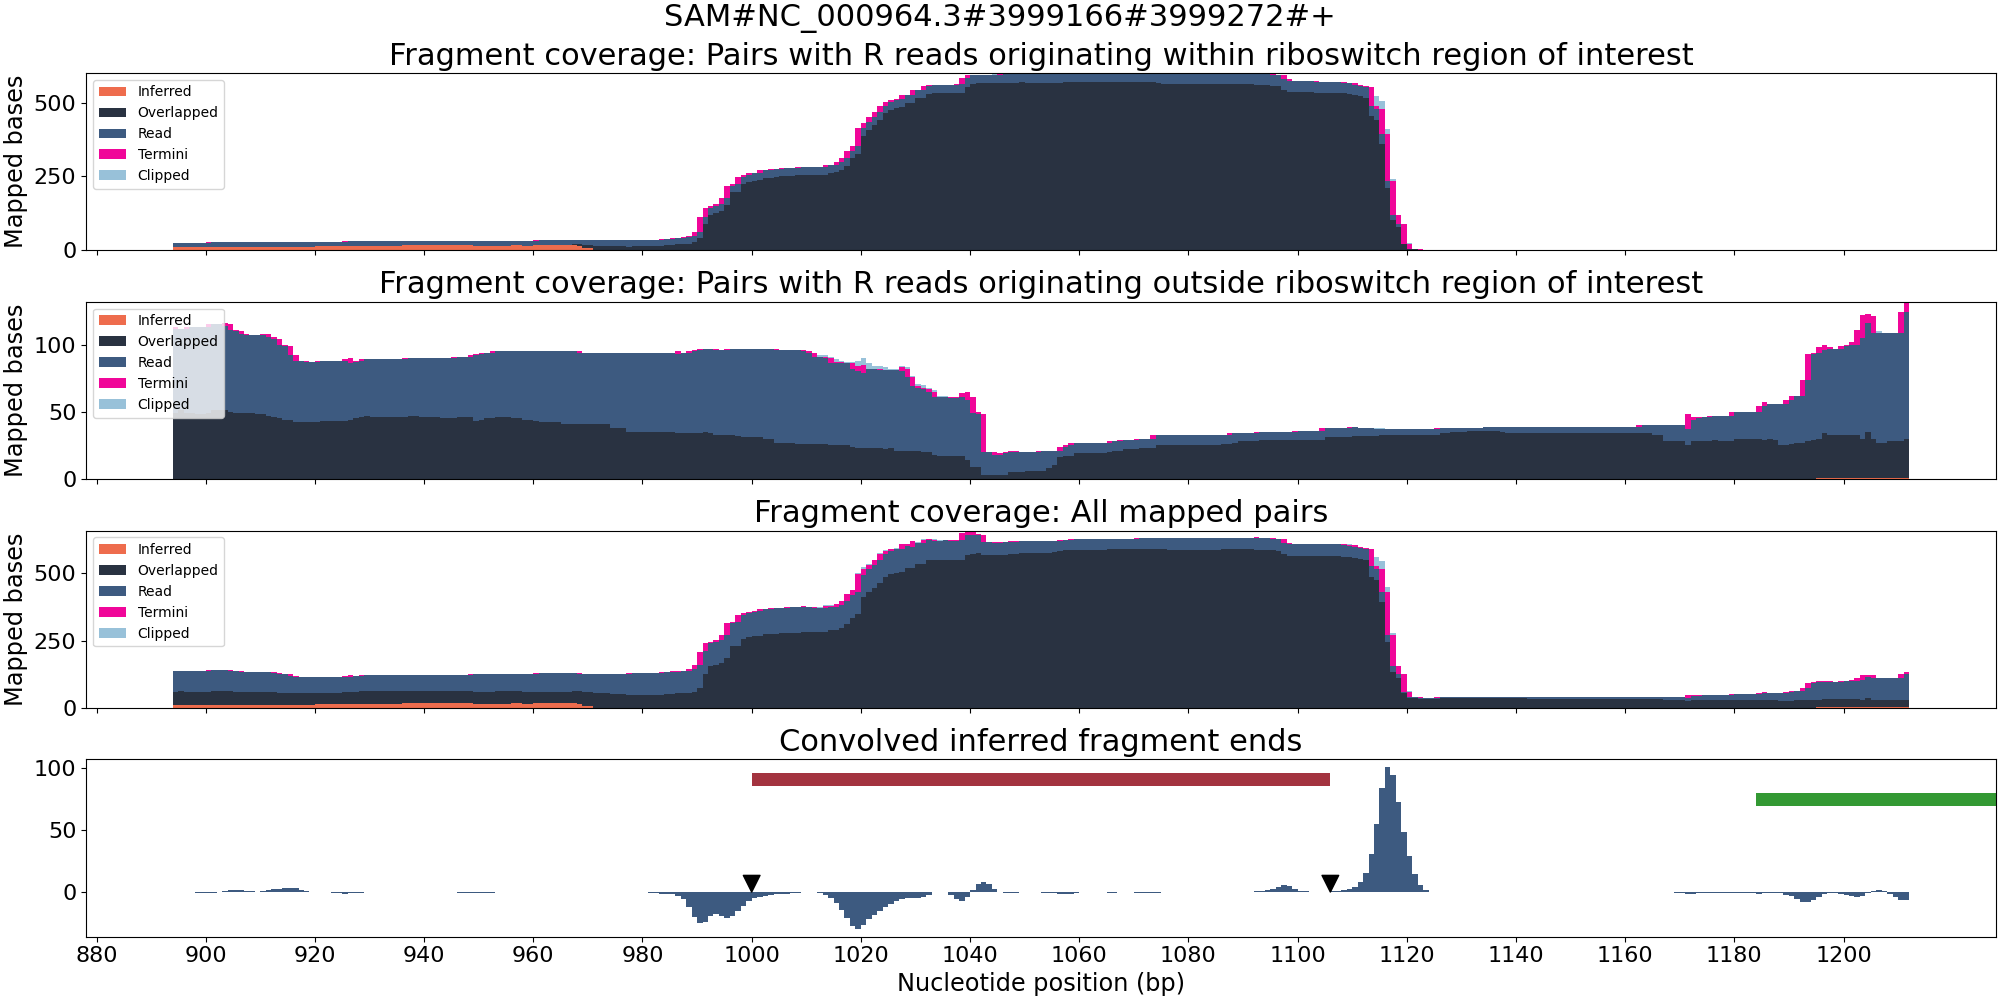 SAM#NC_000964.3#3999166#3999272#+
Fragment coverage: Pairs with R reads originating within riboswitch region of interest
Mapped bases
500
250
0
Inferred
Overlapped
Read
Termini
Clipped
Fragment coverage: Pairs with R reads originating outside riboswitch region of interest
Mapped bases
100
50
0
Inferred
Overlapped
Read
Termini
Clipped
Fragment coverage: All mapped pairs
Mapped bases
500
250
0
Inferred
Overlapped
Read
Termini
Clipped
Convolved inferred fragment ends
100
50
0
880 900 920 940 960 980 1000 1020 1040 1060 1080 1100 1120 1140 1160 1180 1200
Nucleotide position (bp)